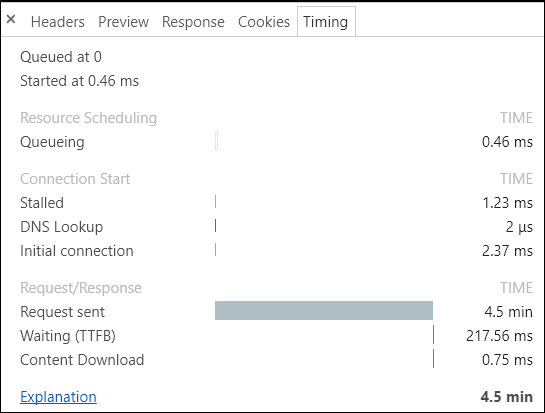 × Headers Preview Response Cookies Timing
Queued at 0
Started at 0.46 ms
Resource Scheduling TIME
Queueing 0.46 ms
Connection Start TIME
Stalled 1.23 ms
DNS Lookup 2 μs
Initial connection 2.37 ms
Request/Response TIME
Request sent 4.5 min
Waiting (TTFB) 217.56 ms
Content Download 0.75 ms
Explanation 4.5 min